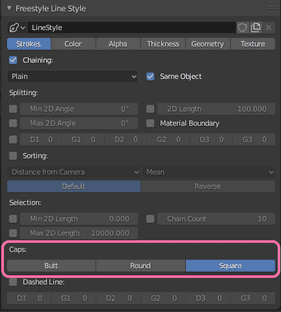 Freestyle Line Style
LineStyle
Strokes Color Alpha Thickness Geometry Texture
Chaining:
Plain Same Object
Splitting:
Min 2D Angle 0° 2D Length 100.000
Max 2D Angle 0° Material Boundary
D1 0 G1 0 D2 0 G2 0 D3 0 G3 0
Sorting:
Distance from Camera Mean
Default Reverse
Selection:
Min 2D Length 0.000 Chain Count 10
Max 2D Length 10000.000
Caps:
Butt Round Square
Dashed Line:
D1 0 G1 0 D2 0 G2 0 D3 0 G3 0